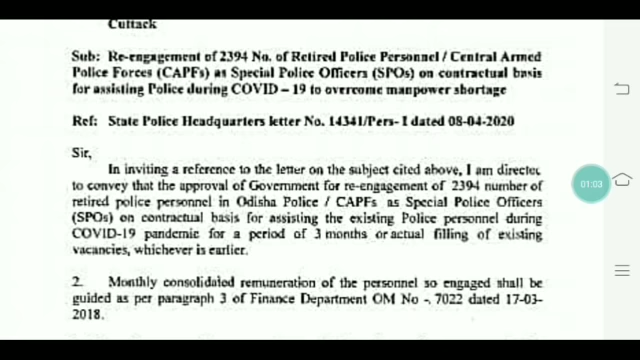 Cuttack
Sub: Re-engagement of 2394 No. of Retired Police Personnel / Central Armed
Police Forces (CAPFs) as Special Police Officers (SPOs) on contractual basis
for assisting Police during COVID – 19 to overcome manpower shortage
Ref: State Police Headquarters letter No. 14341/Pers- I dated 08-04-2020
Sir,
In inviting a reference to the letter on the subject cited above, I am directec
to convey that the approval of Government for re-engagement of 2394 number of
retired police personnel in Odisha Police / CAPFs as Special Police Officers
(SPOs) on contractual basis for assisting the existing Police personnel during
COVID-19 pandemic for a period of 3 months or actual filling of existing
vacancies, whichever is earlier.
2. Monthly consolidated remuneration of the personnel so engaged shall be
guided as per paragraph 3 of Finance Department OM No -. 7022 dated 17-03-
2018.
01:03